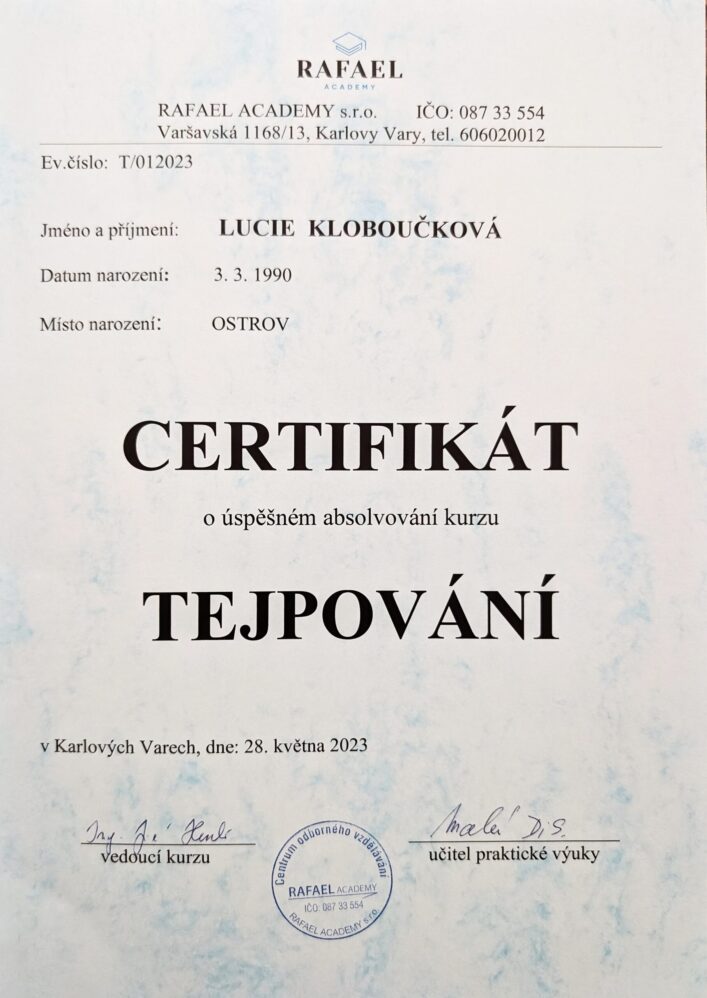 RAFAEL
ACADEMY
RAFAEL ACADEMY s.r.o. IČO: 087 33 554
Varšavská 1168/13, Karlovy Vary, tel. 606020012
Ev.číslo: T/012023
Jméno a příjmení: LUCIE KLOBOUČKOVÁ
Datum narození: 3. 3. 1990
Místo narození: OSTROV
CERTIFIKÁT
o úspěšném absolvování kurzu
TEJPOVÁNÍ
v Karlových Varech, dne: 28. května 2023
Ing. Jiří
DiS.
vedoucí kurzu
učitel praktické výuky
Centrum odborného vzdělávání
RAFAEL ACADEMY
IČO: 087 33 554
RAFAEL ACADEMY s.r.o.